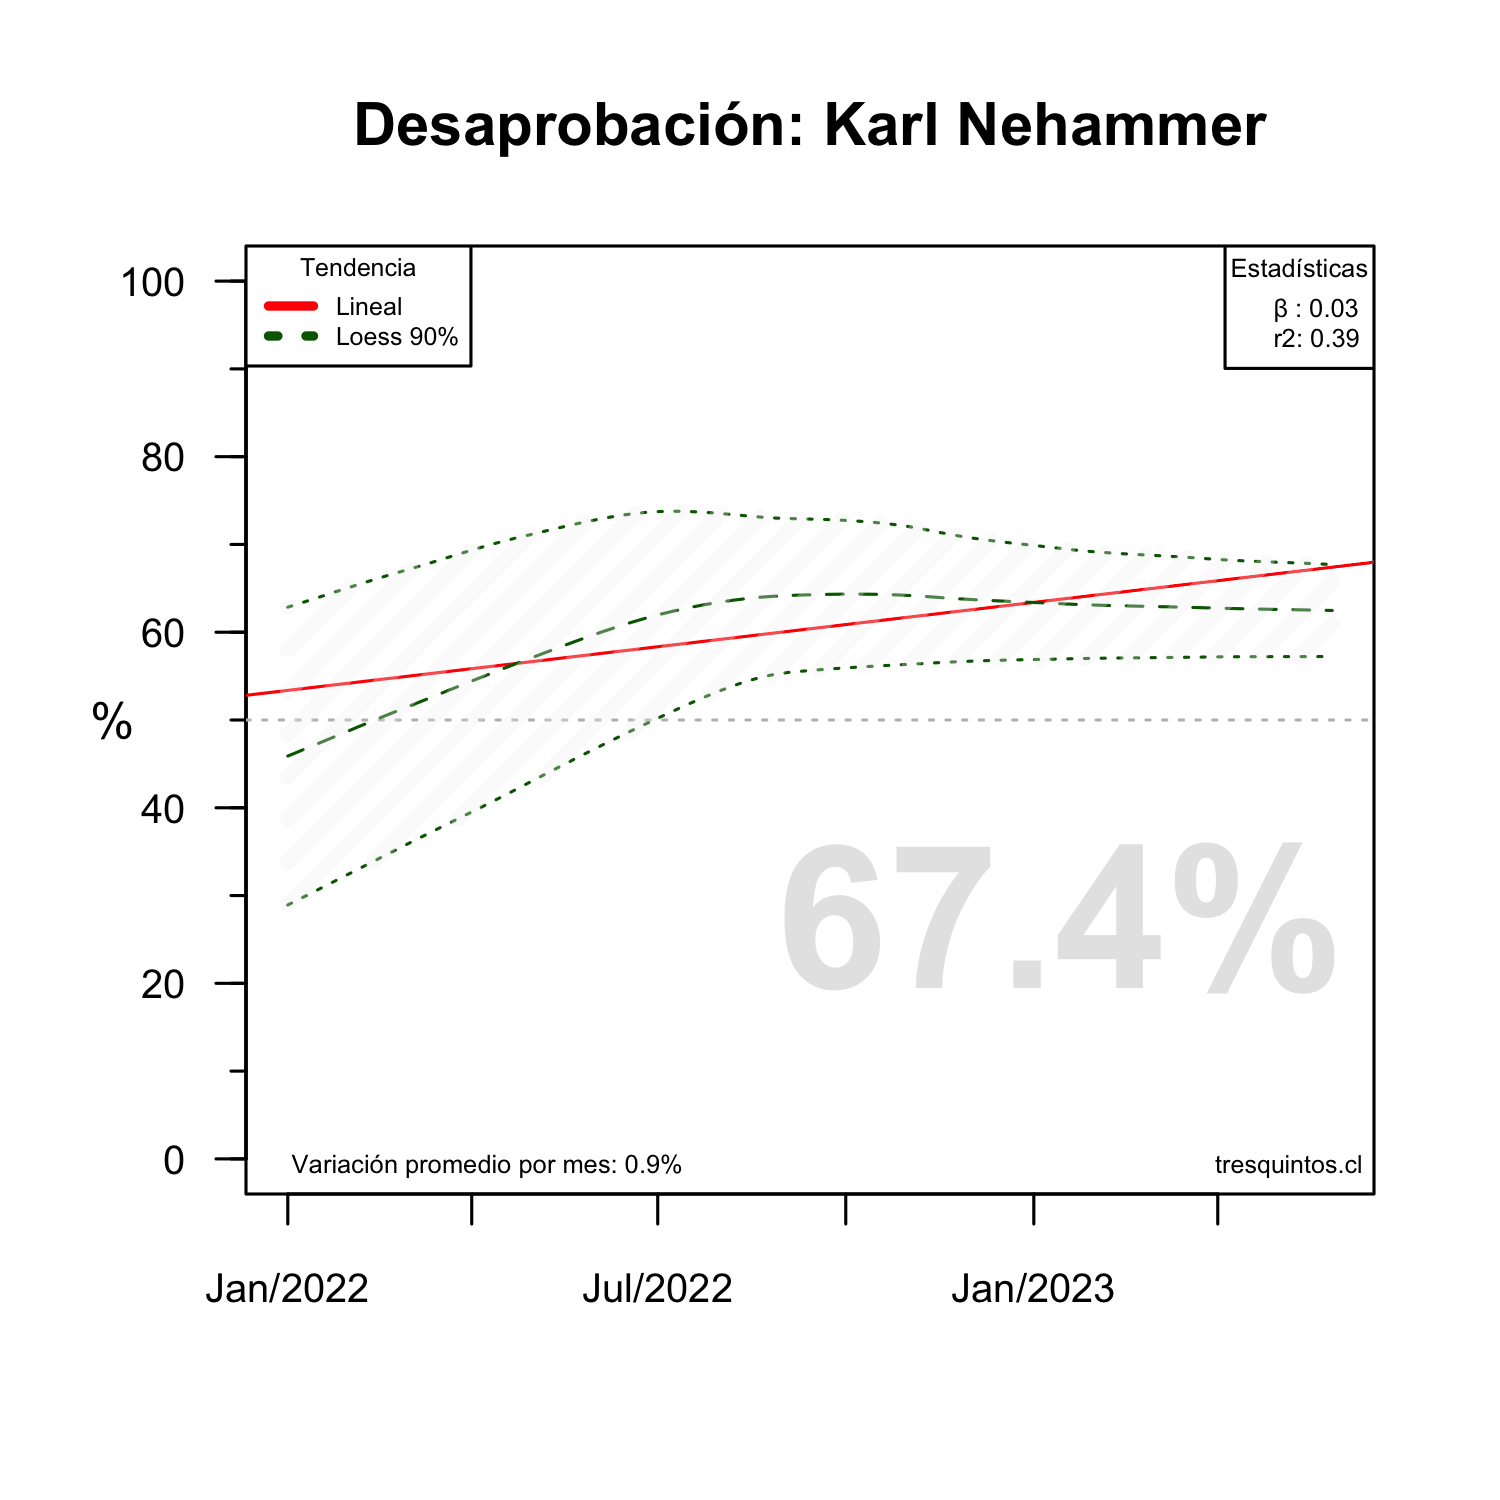 Desaprobación: Karl Nehammer
Tendencia
Lineal
Loess 90%
Estadísticas
β : 0.03
r2: 0.39
100
80
60
%
40
20
0
67.4%
Variación promedio por mes: 0.9%
tresquintos.cl
Jan/2022
Jul/2022
Jan/2023